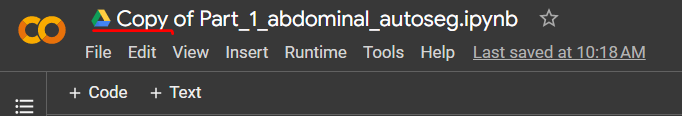 Copy of Part_1_abdominal_autoseg.ipynb
File Edit View Insert Runtime Tools Help Last saved at 10:18 AM
+ Code + Text